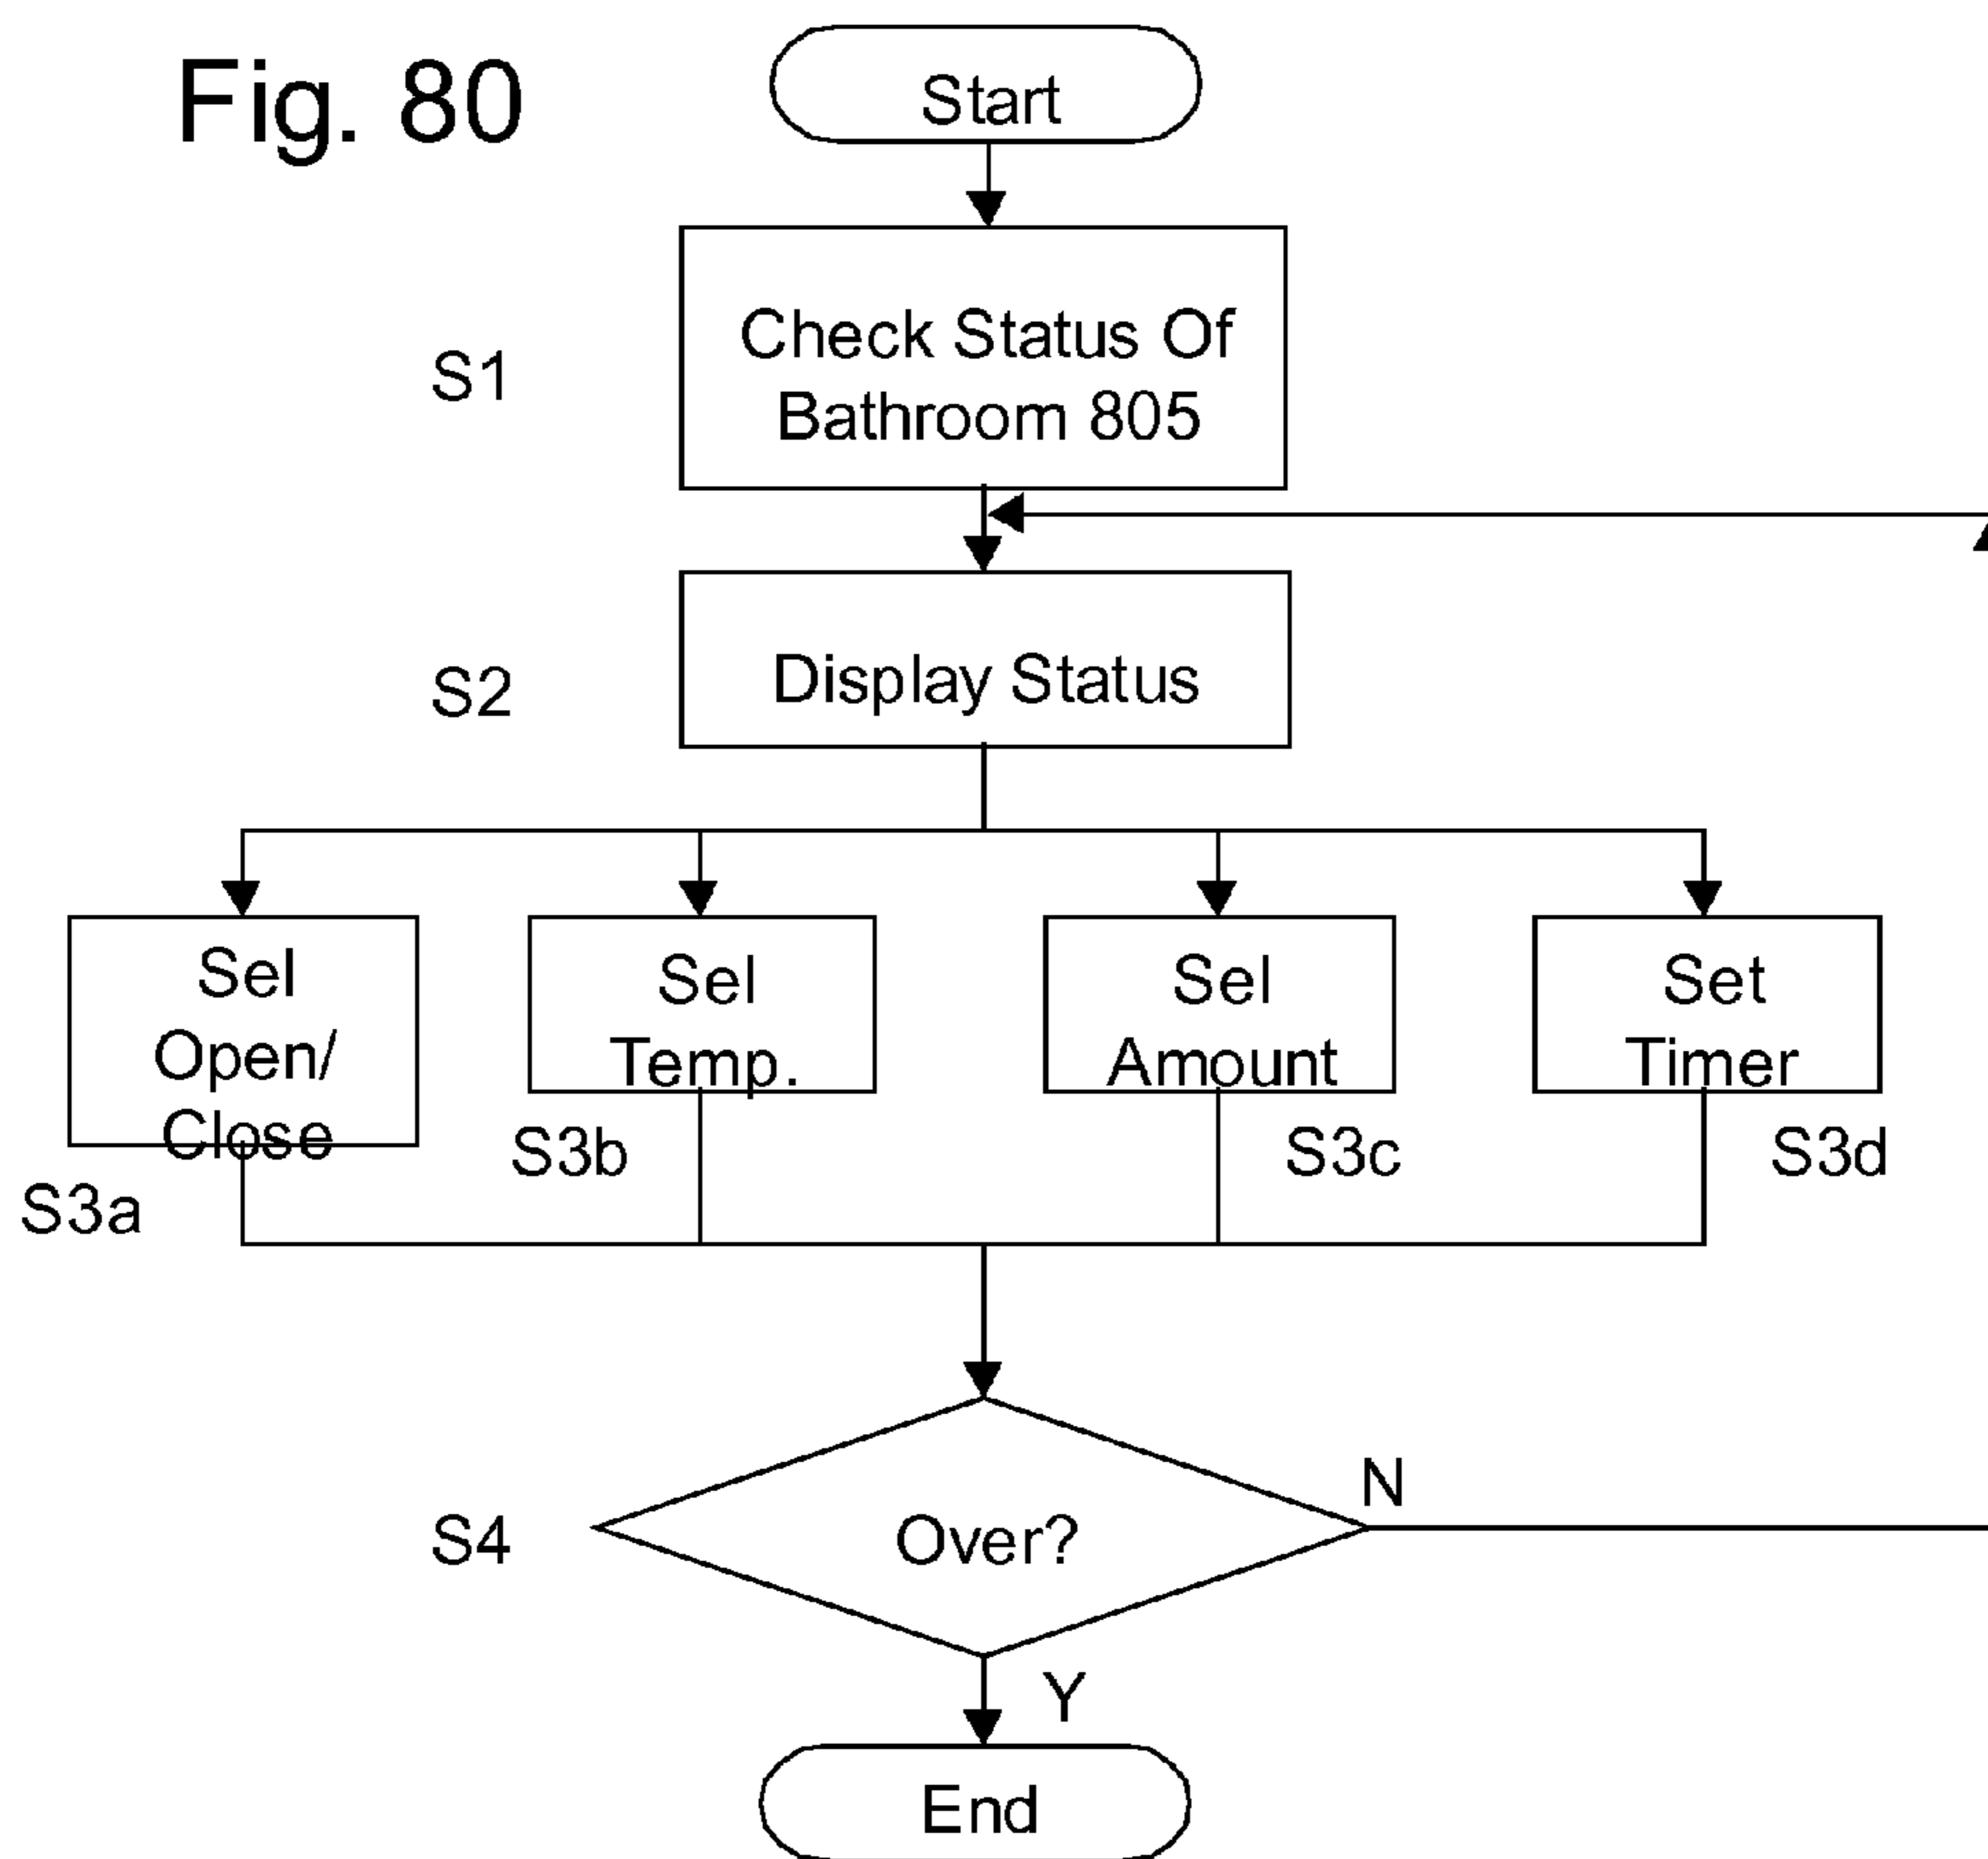 Fig. 80
Start
S1
Check Status Of
Bathroom 805
S2
Display Status
Sel
Open/
Close
S3a
Sel
Temp.
S3b
Sel
Amount
S3c
Set
Timer
S3d
S4
Over?
N
Y
End